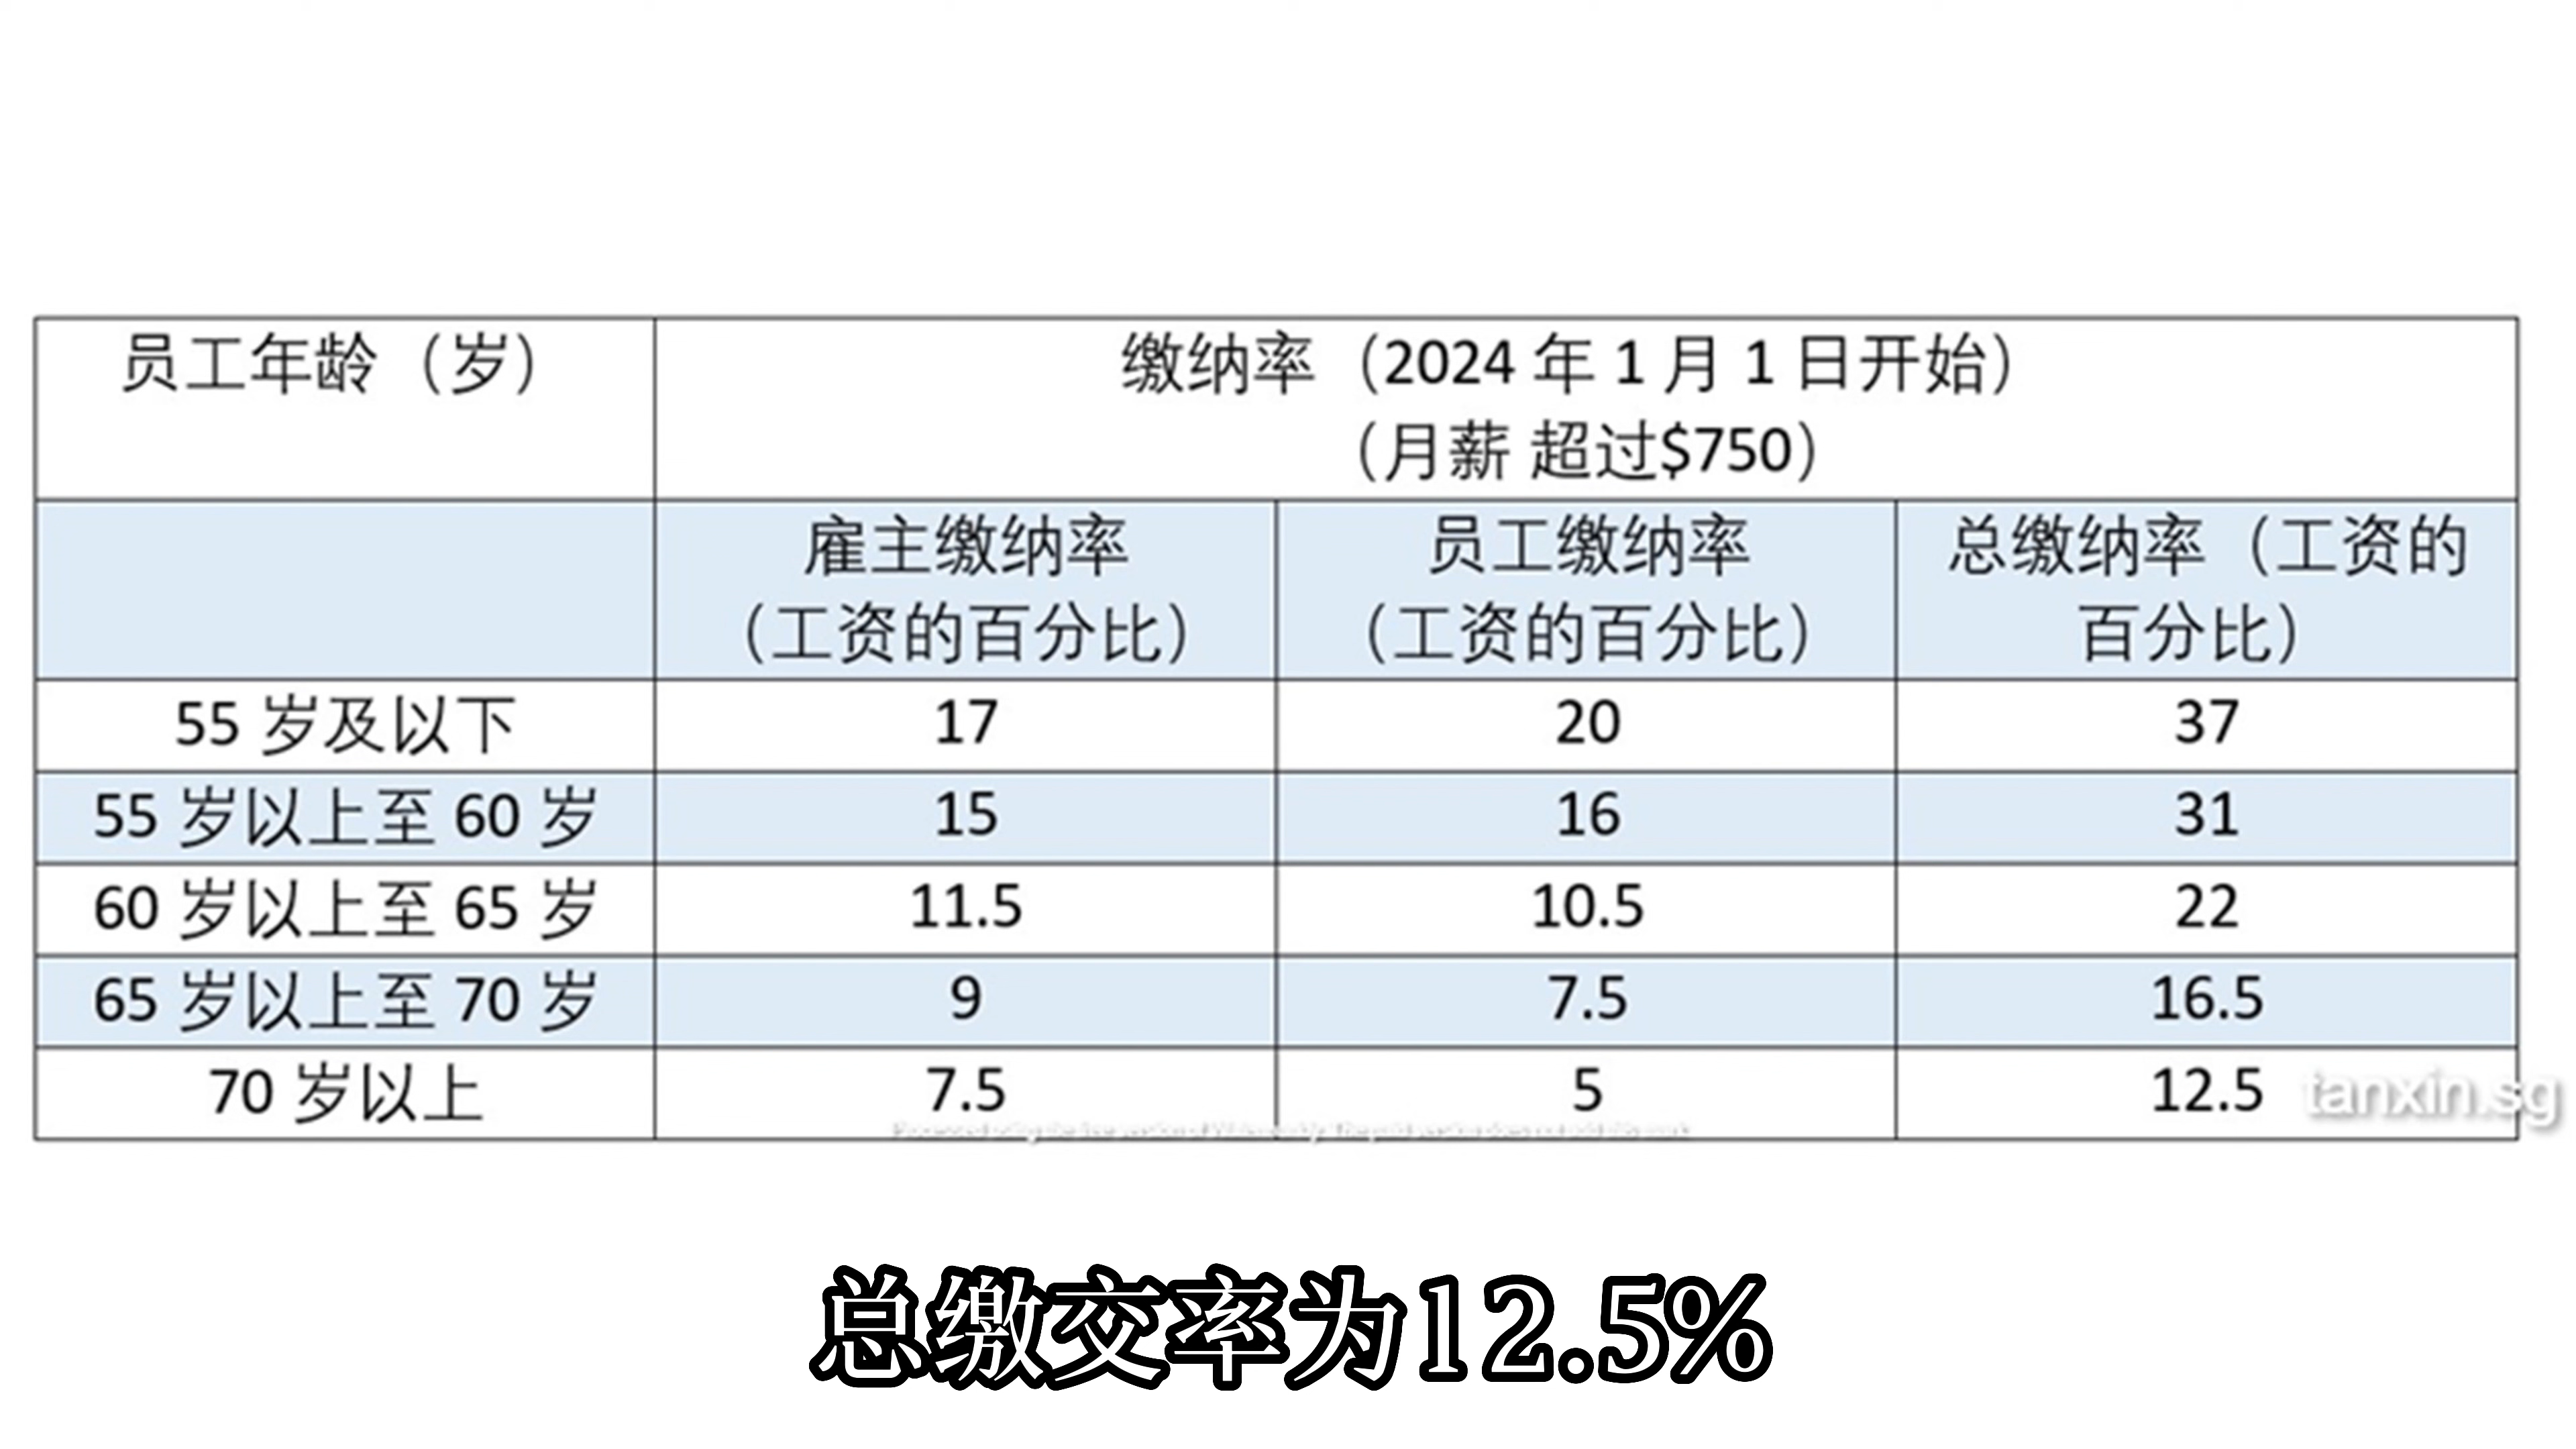 员工年龄（岁）
缴纳率（2024 年 1 月 1 日开始）
（月薪 超过$750）
雇主缴纳率
（工资的百分比）
员工缴纳率
（工资的百分比）
总缴纳率（工资的
百分比）
55 岁及以下 17 20 37
55 岁以上至 60 岁 15 16 31
60 岁以上至 65 岁 11.5 10.5 22
65 岁以上至 70 岁 9 7.5 16.5
70 岁以上 7.5 5 12.5
tanxin.sg
总缴交率为12.5%